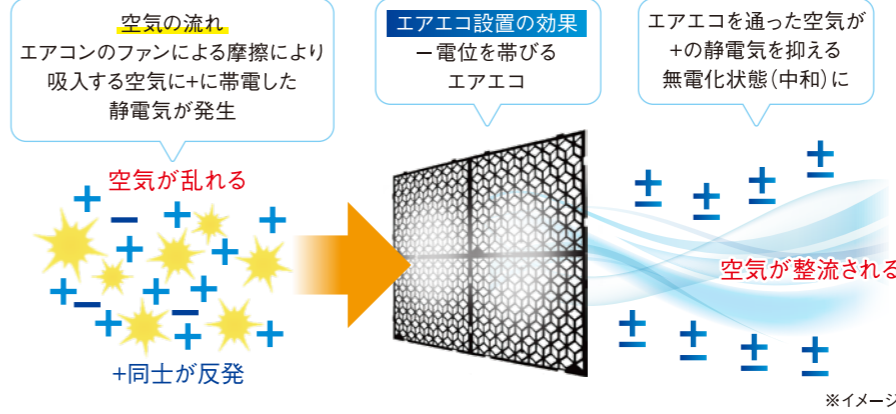 空気の流れ
エアコンのファンによる摩擦により
吸入する空気に+に帯電した
静電気が発生
エアエコ設置の効果
－電位を帯びる
エアエコ
エアエコを通った空気が
+の静電気を抑える
無電化状態(中和)に
空気が乱れる
+同士が反発
空気が整流される
※イメージ